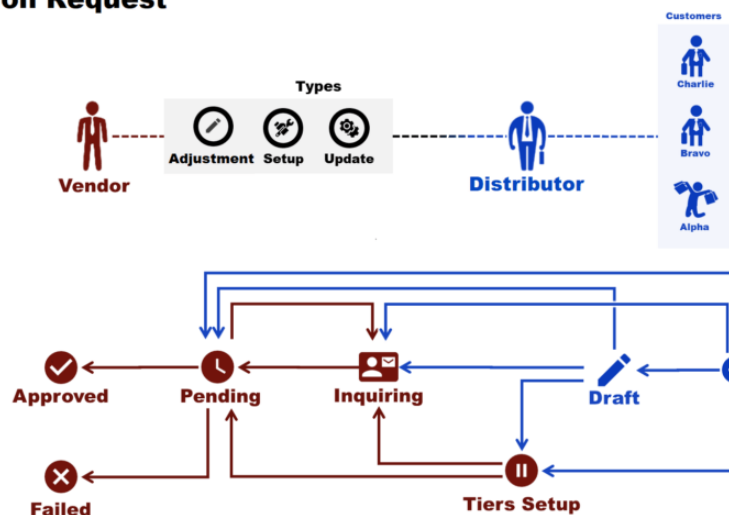 on Request
Customers
Charlie
Bravo
Alpha
Types
Adjustment Setup Update
Vendor
Distributor
Approved
Pending
Inquiring
Draft
Failed
Tiers Setup